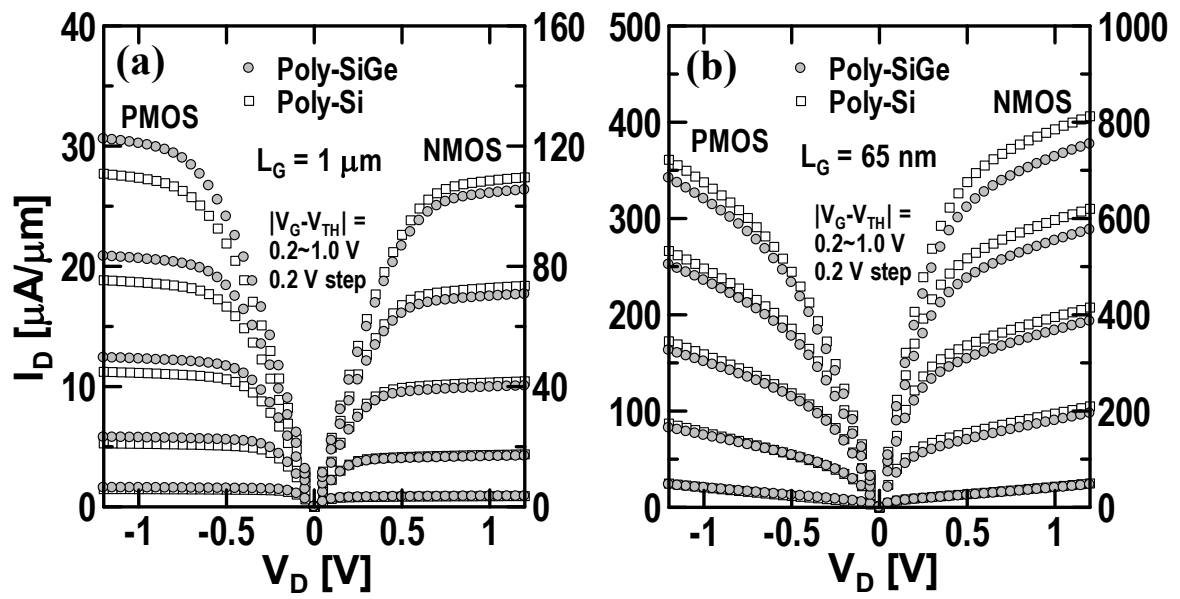 40
30
20
10
0
160
120
80
40
0
(a)
Poly-SiGe
Poly-Si
PMOS
NMOS
L_G = 1 μm
|V_G-V_TH| =
0.2~1.0 V
0.2 V step
-1 -0.5 0 0.5 1
V_D [V]
I_D [μA/μm]
500
400
300
250
200
150
100
50
0
1000
800
600
400
200
0
(b)
Poly-SiGe
Poly-Si
PMOS
NMOS
L_G = 65 nm
|V_G-V_TH| =
0.2~1.0 V
0.2 V step
-1 -0.5 0 0.5 1
V_D [V]